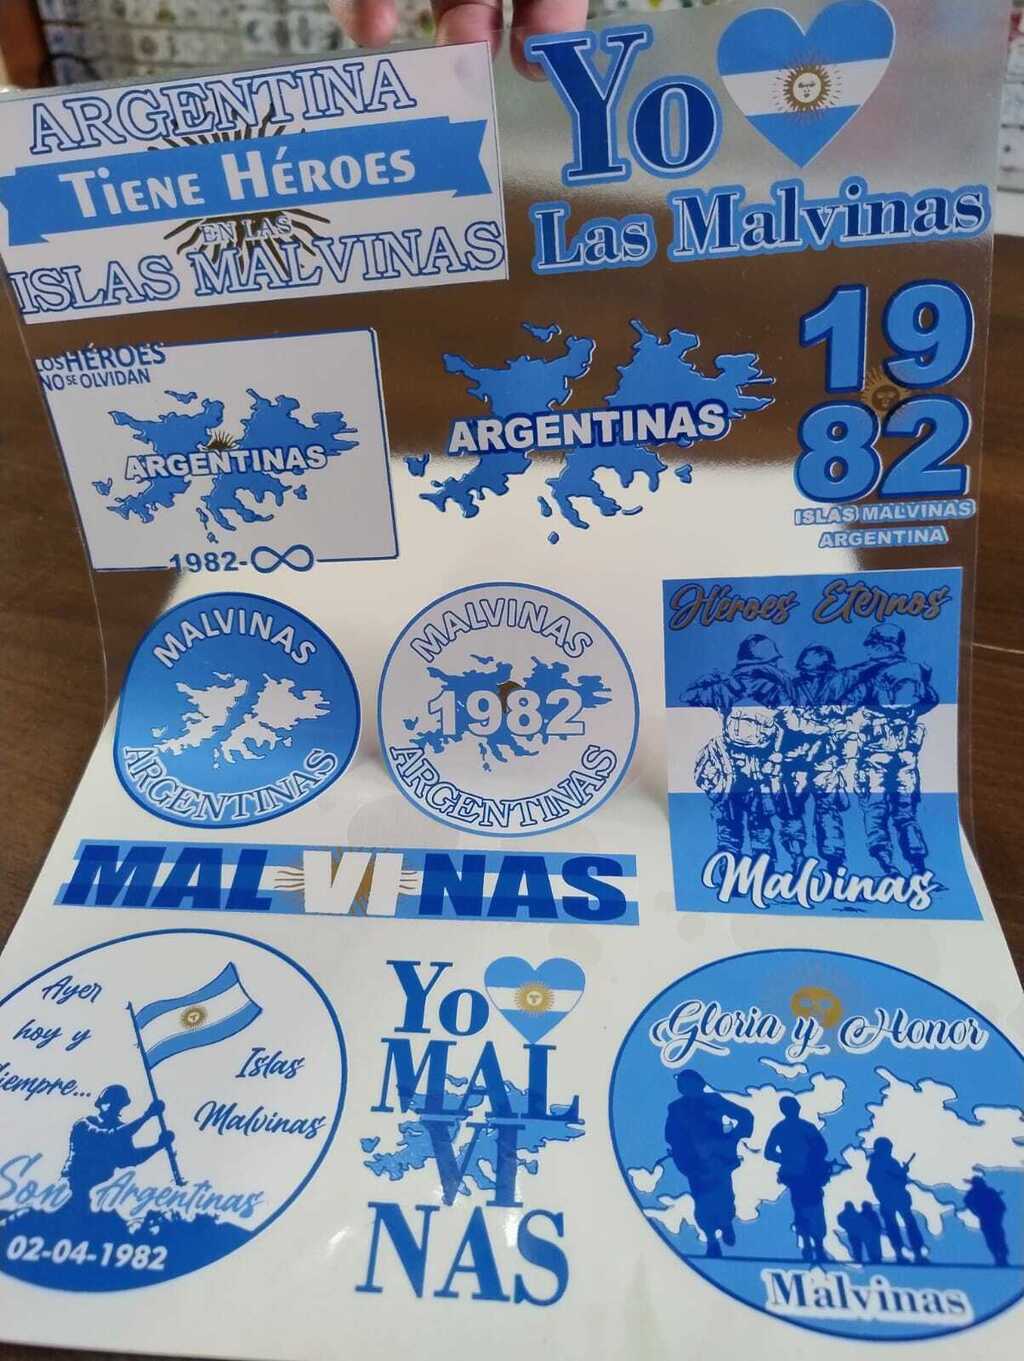 ARGENTINA
TIENE HÉROES
EN LAS
ISLAS MALVINAS
Yo
Las Malvinas
LOS HÉROES
NO SE OLVIDAN
ARGENTINAS
1982-∞
ARGENTINAS
19
82
ISLAS MALVINAS
ARGENTINA
MALVINAS
ARGENTINAS
MALVINAS
1982
ARGENTINAS
Héroes Eternos
Malvinas
MALVINAS
Ayer
hoy y
siempre...
Islas
Malvinas
Son Argentinas
02-04-1982
Yo
MAL
VI
NAS
Gloria y Honor
Malvinas